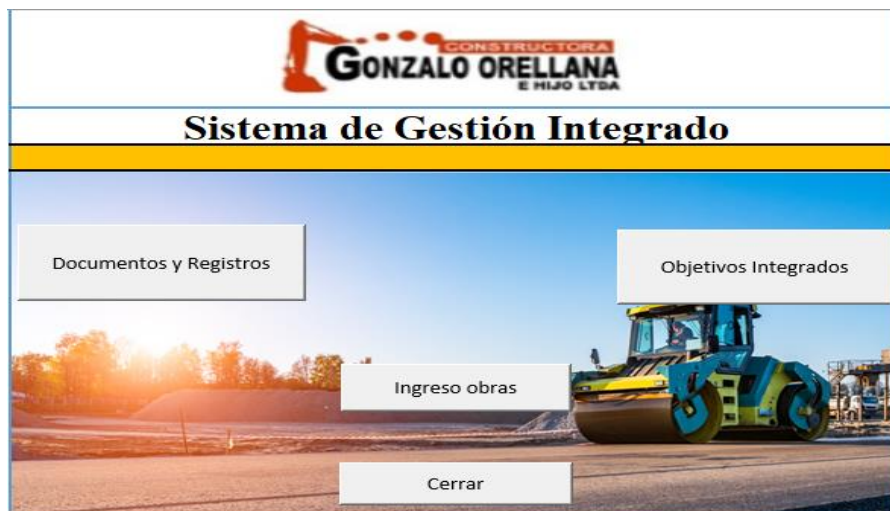 CONSTRUCTORA
GONZALO ORELLANA
E HIJO LTDA
Sistema de Gestión Integrado
Documentos y Registros
Objetivos Integrados
Ingreso obras
Cerrar